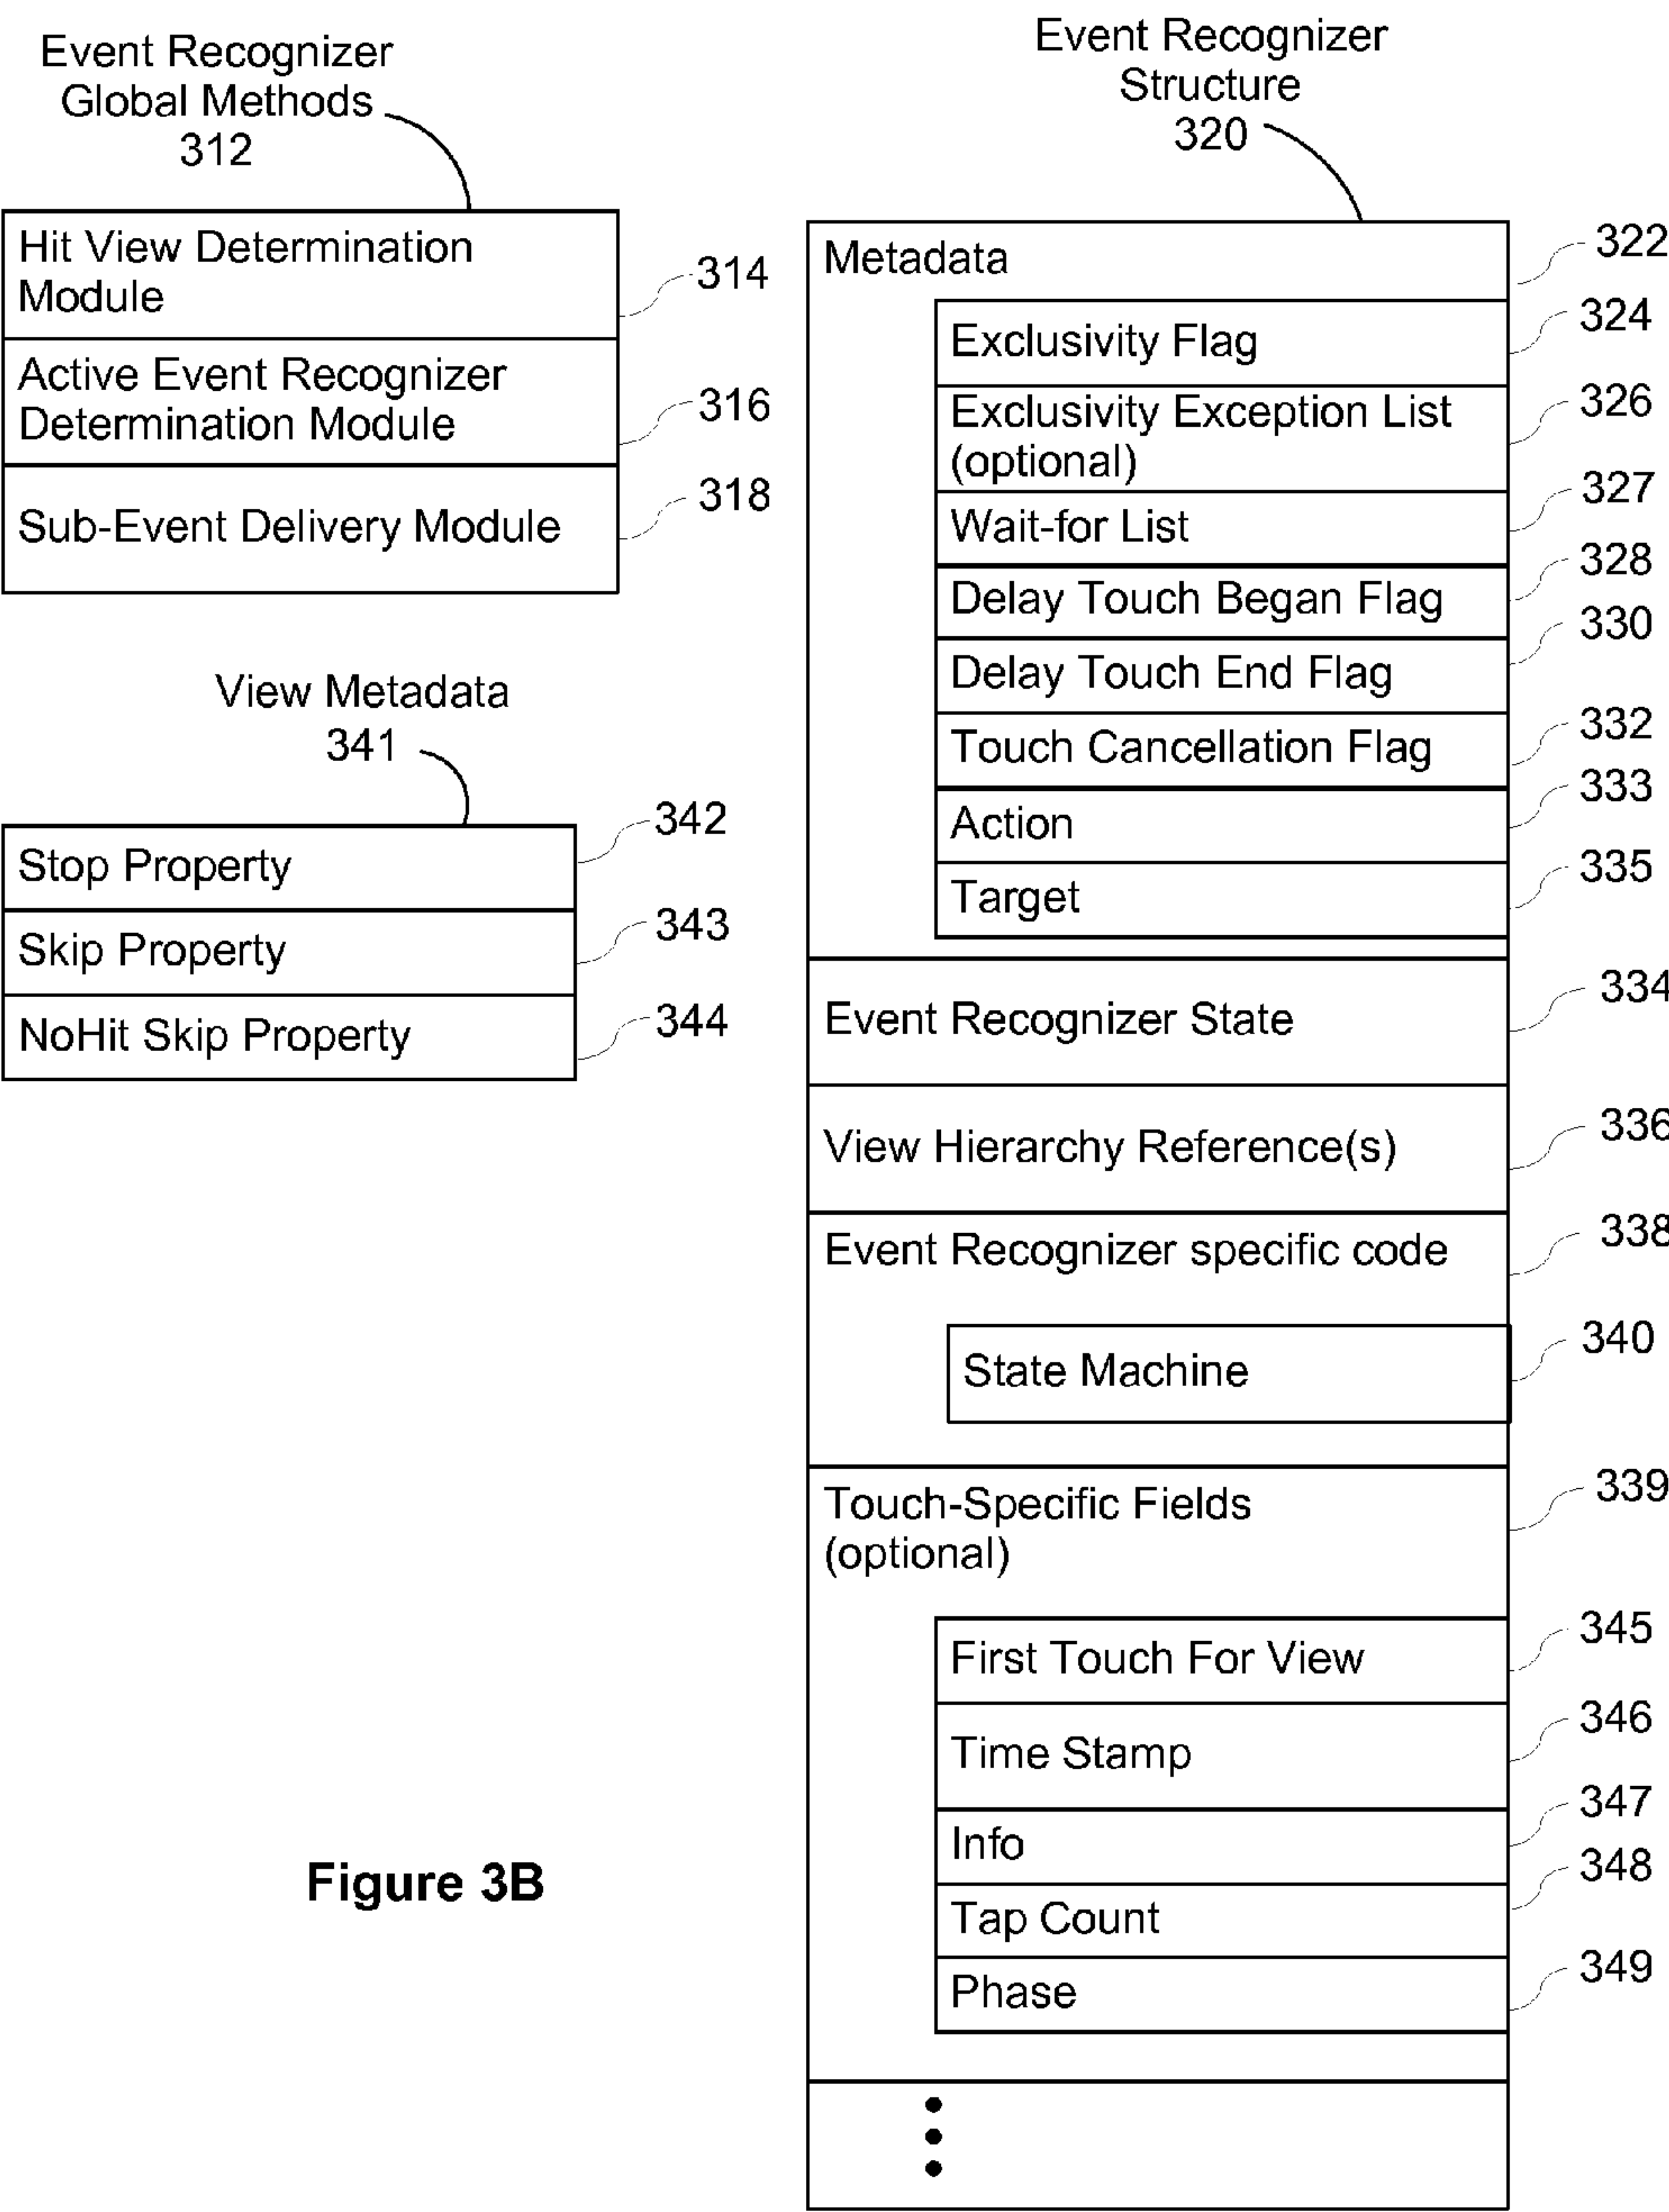 Event Recognizer
Global Methods
312
Hit View Determination
Module
314
Active Event Recognizer
Determination Module
316
Sub-Event Delivery Module
318
View Metadata
341
Stop Property
342
Skip Property
343
NoHit Skip Property
344
Event Recognizer
Structure
320
Metadata
322
Exclusivity Flag
324
Exclusivity Exception List
(optional)
326
Wait-for List
327
Delay Touch Began Flag
328
Delay Touch End Flag
330
Touch Cancellation Flag
332
Action
333
Target
335
Event Recognizer State
334
View Hierarchy Reference(s)
336
Event Recognizer specific code
338
State Machine
340
Touch-Specific Fields
(optional)
339
First Touch For View
345
Time Stamp
346
Info
347
Tap Count
348
Phase
349
Figure 3B